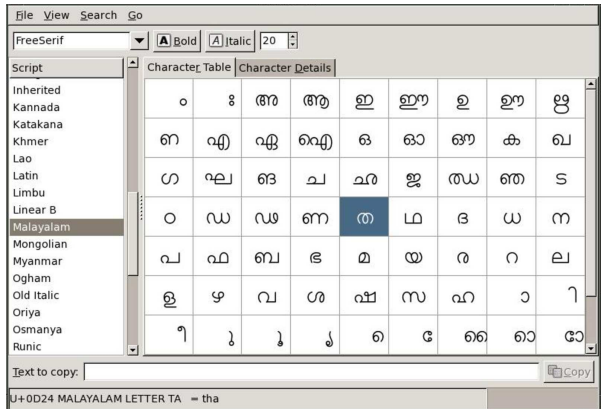 File View Search Go
FreeSerif Bold Italic 20
Script
Character Table Character Details
Inherited
Kannada
Katakana
Khmer
Lao
Latin
Limbu
Linear B
Malayalam
Mongolian
Myanmar
Ogham
Old Italic
Oriya
Osmanya
Runic
ം ഃ അ ആ ഇ ഈ ഉ ഊ ഋ
ഌ എ ഏ ഐ ഒ ഓ ഔ ക ഖ
ഗ ഘ ങ ച ഛ ജ ഝ ഞ ട
ഠ ഡ ഢ ണ ത ഥ ദ ധ ന
പ ഫ ബ ഭ മ യ ര റ ല
ള ഴ വ ശ ഷ സ ഹ ാ ി
ീ ു ൂ ൃ െ േ ൈ ൊ ോ
Text to copy: Copy
U+0D24 MALAYALAM LETTER TA = tha